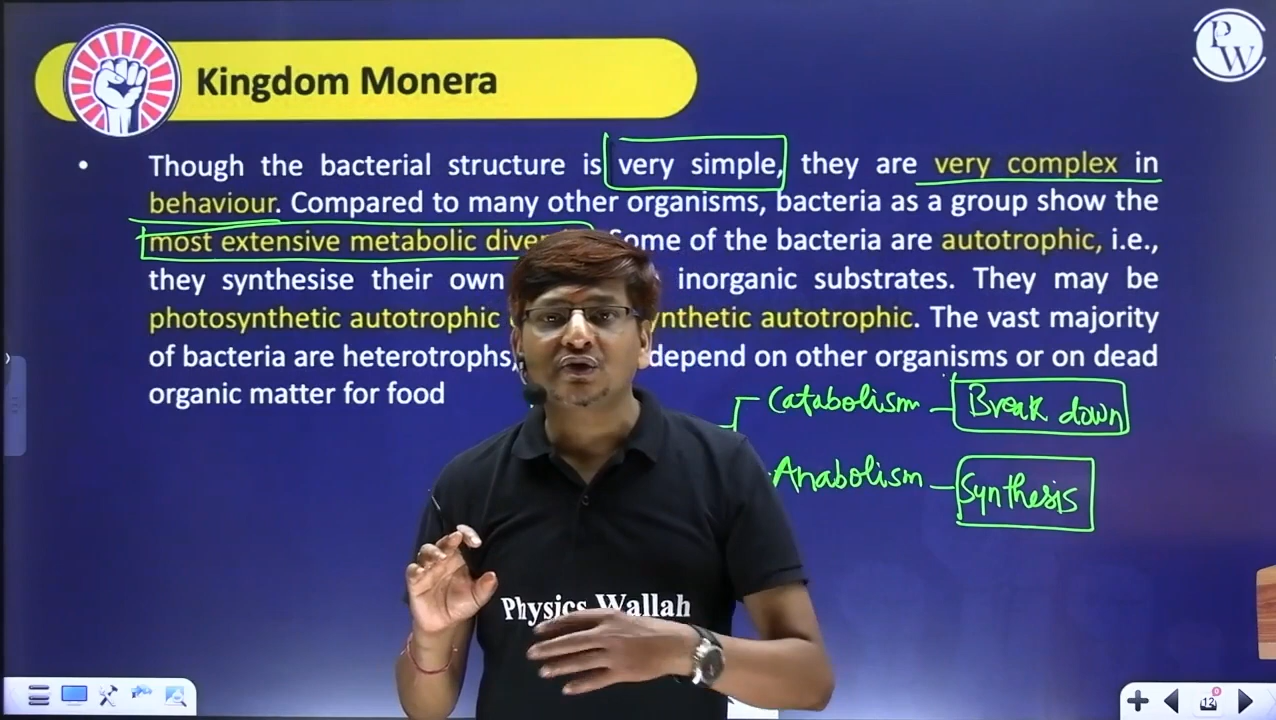 PW
Kingdom Monera
• Though the bacterial structure is very simple, they are very complex in
behaviour. Compared to many other organisms, bacteria as a group show the
most extensive metabolic Some of the bacteria are autotrophic, i.e.,
they synthesise their own inorganic substrates. They may be
photosynthetic autotrophic autotrophic. The vast majority
of bacteria are heterotrophs, depend on other organisms or on dead
organic matter for food
Catabolism - Break down
Anabolism - Synthesis
Physics Wallah
12